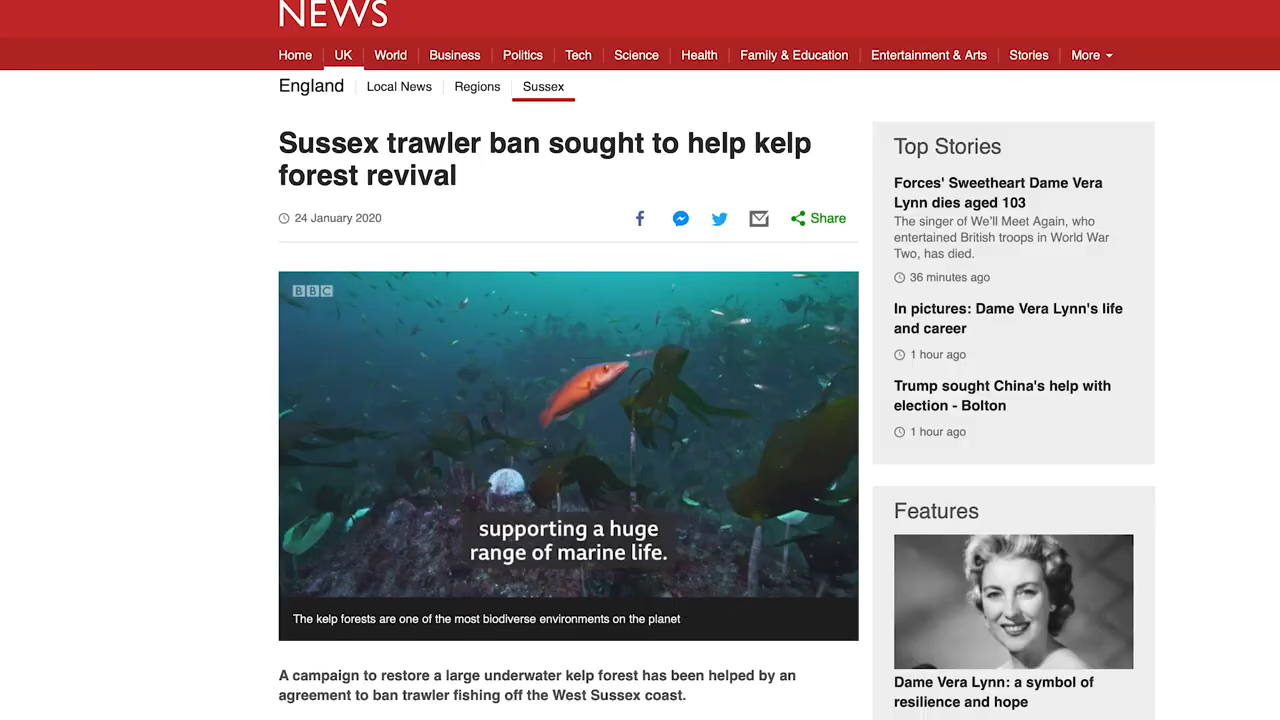 NEWS
Home
UK
World
Business
Politics
Tech
Science
Health
Family & Education
Entertainment & Arts
Stories
More
England
Local News
Regions
Sussex
Sussex trawler ban sought to help kelp
forest revival
24 January 2020
Share
BBC
supporting a huge
range of marine life.
The kelp forests are one of the most biodiverse environments on the planet
A campaign to restore a large underwater kelp forest has been helped by an
agreement to ban trawler fishing off the West Sussex coast.
Top Stories
Forces' Sweetheart Dame Vera
Lynn dies aged 103
The singer of We'll Meet Again, who
entertained British troops in World War
Two, has died.
36 minutes ago
In pictures: Dame Vera Lynn's life
and career
1 hour ago
Trump sought China's help with
election - Bolton
1 hour ago
Features
Dame Vera Lynn: a symbol of
resilience and hope